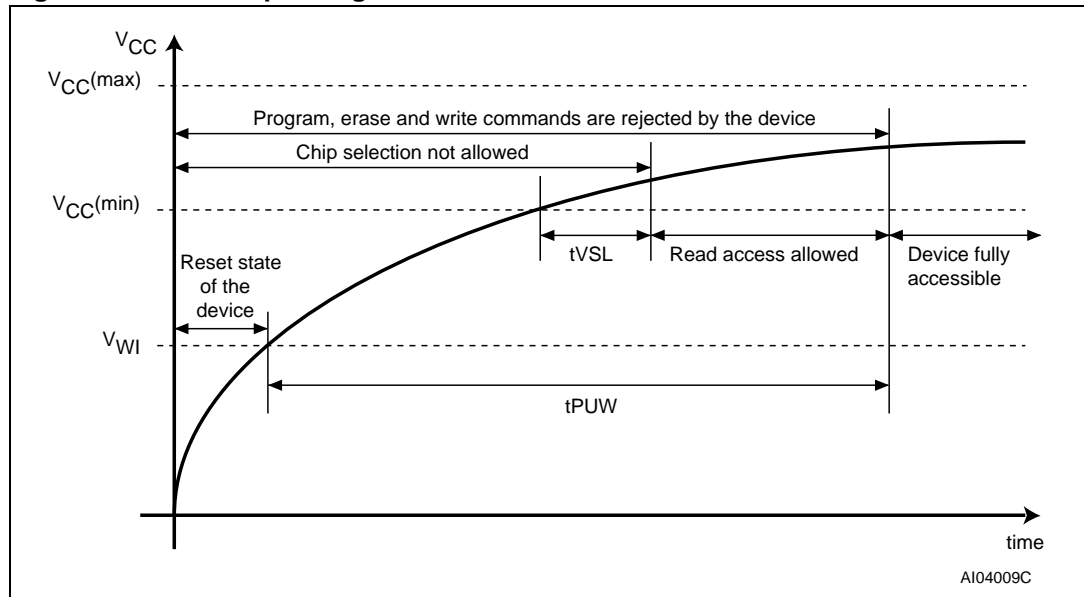 VCC
VCC(max)
Program, erase and write commands are rejected by the device
Chip selection not allowed
VCC(min)
tVSL
Read access allowed
Device fully
accessible
Reset state
of the
device
VWI
tPUW
time
AI04009C